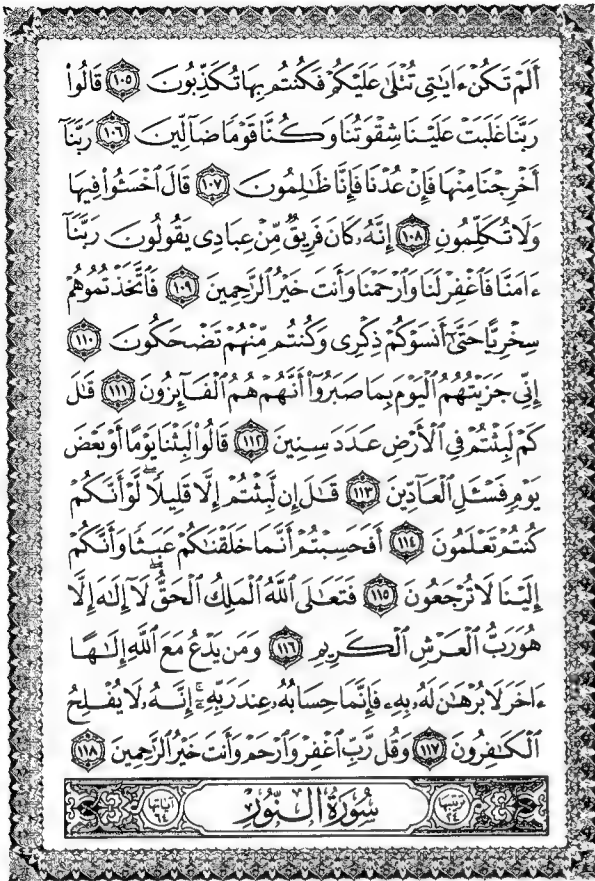 أَلَمْ تَكُنْ ءَايَٰتِى تُتْلَىٰ عَلَيْكُمْ فَكُنتُم بِهَا تُكَذِّبُونَ ١٠٥ قَالُوا۟
رَبَّنَا غَلَبَتْ عَلَيْنَا شِقْوَتُنَا وَكُنَّا قَوْمًا ضَآلِّينَ ١٠٦ رَبَّنَآ
أَخْرِجْنَا مِنْهَا فَإِنْ عُدْنَا فَإِنَّا ظَٰلِمُونَ ١٠٧ قَالَ ٱخْسَـُٔوا۟ فِيهَا
وَلَا تُكَلِّمُونِ ١٠٨ إِنَّهُۥ كَانَ فَرِيقٌ مِّنْ عِبَادِى يَقُولُونَ رَبَّنَآ
ءَامَنَّا فَٱغْفِرْ لَنَا وَٱرْحَمْنَا وَأَنتَ خَيْرُ ٱلرَّٰحِمِينَ ١٠٩ فَٱتَّخَذْتُمُوهُمْ
سِخْرِيًّا حَتَّىٰٓ أَنسَوْكُمْ ذِكْرِى وَكُنتُم مِّنْهُمْ تَضْحَكُونَ ١١٠
إِنِّى جَزَيْتُهُمُ ٱلْيَوْمَ بِمَا صَبَرُوٓا۟ أَنَّهُمْ هُمُ ٱلْفَآئِزُونَ ١١١ قَٰلَ
كَمْ لَبِثْتُمْ فِى ٱلْأَرْضِ عَدَدَ سِنِينَ ١١٢ قَالُوا۟ لَبِثْنَا يَوْمًا أَوْ بَعْضَ
يَوْمٍ فَسْـَٔلِ ٱلْعَآدِّينَ ١١٣ قَٰلَ إِن لَّبِثْتُمْ إِلَّا قَلِيلًا ۖ لَّوْ أَنَّكُمْ
كُنتُمْ تَعْلَمُونَ ١١٤ أَفَحَسِبْتُمْ أَنَّمَا خَلَقْنَٰكُمْ عَبَثًا وَأَنَّكُمْ
إِلَيْنَا لَا تُرْجَعُونَ ١١٥ فَتَعَٰلَى ٱللَّهُ ٱلْمَلِكُ ٱلْحَقُّ ۖ لَآ إِلَٰهَ إِلَّا
هُوَ رَبُّ ٱلْعَرْشِ ٱلْكَرِيمِ ١١٦ وَمَن يَدْعُ مَعَ ٱللَّهِ إِلَٰهًا
ءَاخَرَ لَا بُرْهَٰنَ لَهُۥ بِهِۦ فَإِنَّمَا حِسَابُهُۥ عِندَ رَبِّهِۦٓ ۚ إِنَّهُۥ لَا يُفْلِحُ
ٱلْكَٰفِرُونَ ١١٧ وَقُل رَّبِّ ٱغْفِرْ وَٱرْحَمْ وَأَنتَ خَيْرُ ٱلرَّٰحِمِينَ ١١٨
ترتيبها ٢٤ سُورَةُ النُّورِ آياتها ٦٤